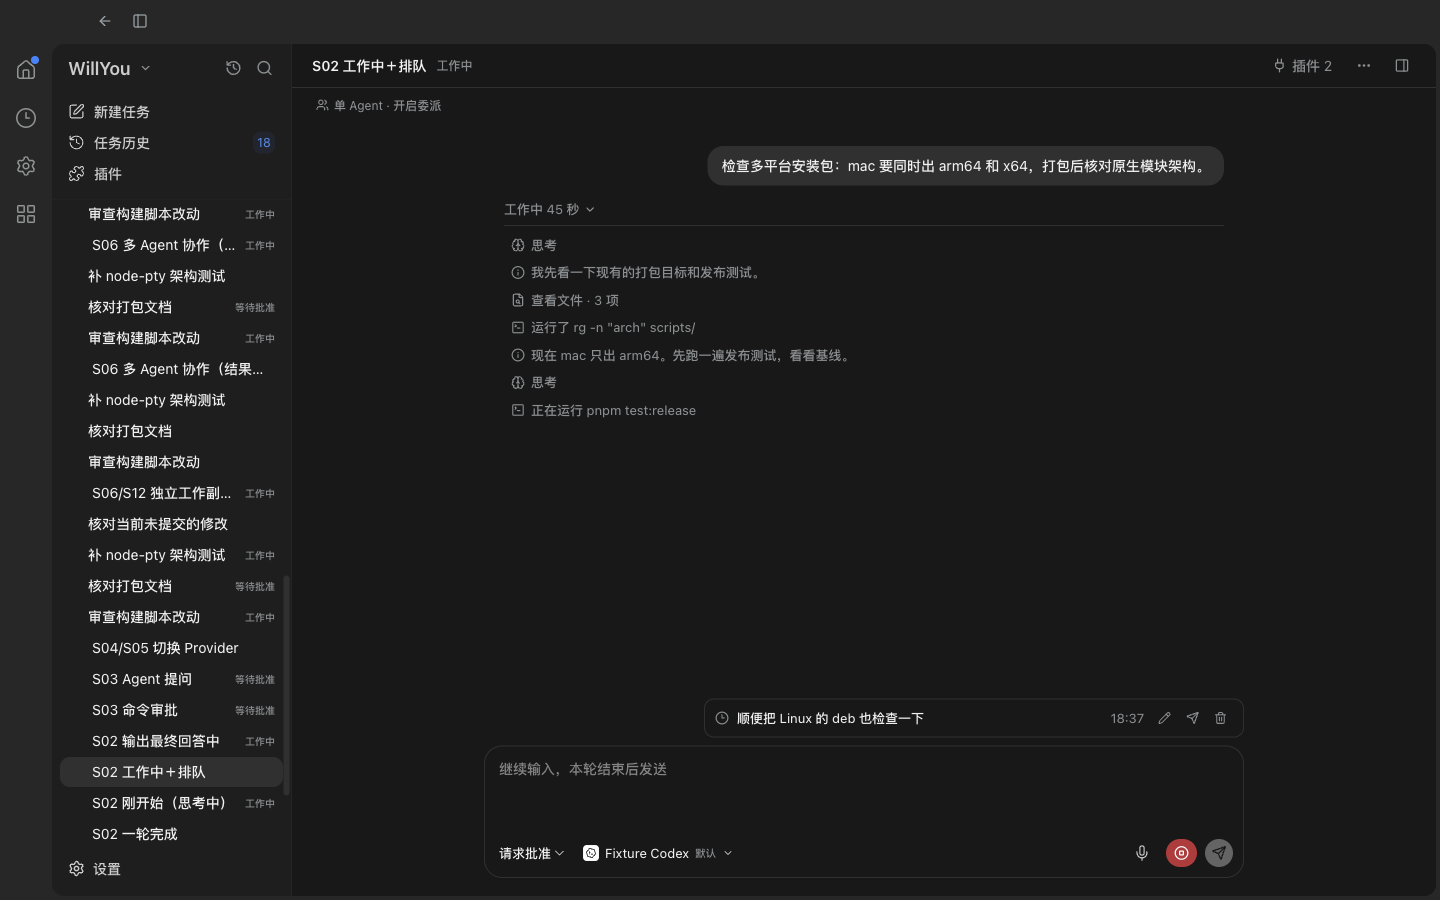 WillYou
新建任务
任务历史 18
插件
审查构建脚本改动 工作中
S06 多 Agent 协作（... 工作中
补 node-pty 架构测试
核对打包文档 等待批准
审查构建脚本改动 工作中
S06 多 Agent 协作（结果...
补 node-pty 架构测试
核对打包文档
审查构建脚本改动
S06/S12 独立工作副... 工作中
核对当前未提交的修改
补 node-pty 架构测试 工作中
核对打包文档 等待批准
审查构建脚本改动 工作中
S04/S05 切换 Provider
S03 Agent 提问 等待批准
S03 命令审批 等待批准
S02 输出最终回答中 工作中
S02 工作中＋排队
S02 刚开始（思考中） 工作中
S02 一轮完成
设置
S02 工作中＋排队 工作中
插件 2
单 Agent · 开启委派
检查多平台安装包：mac 要同时出 arm64 和 x64，打包后核对原生模块架构。
工作中 45 秒
思考
我先看一下现有的打包目标和发布测试。
查看文件 · 3 项
运行了 rg -n "arch" scripts/
现在 mac 只出 arm64。先跑一遍发布测试，看看基线。
思考
正在运行 pnpm test:release
顺便把 Linux 的 deb 也检查一下 18:37
继续输入，本轮结束后发送
请求批准 Fixture Codex 默认